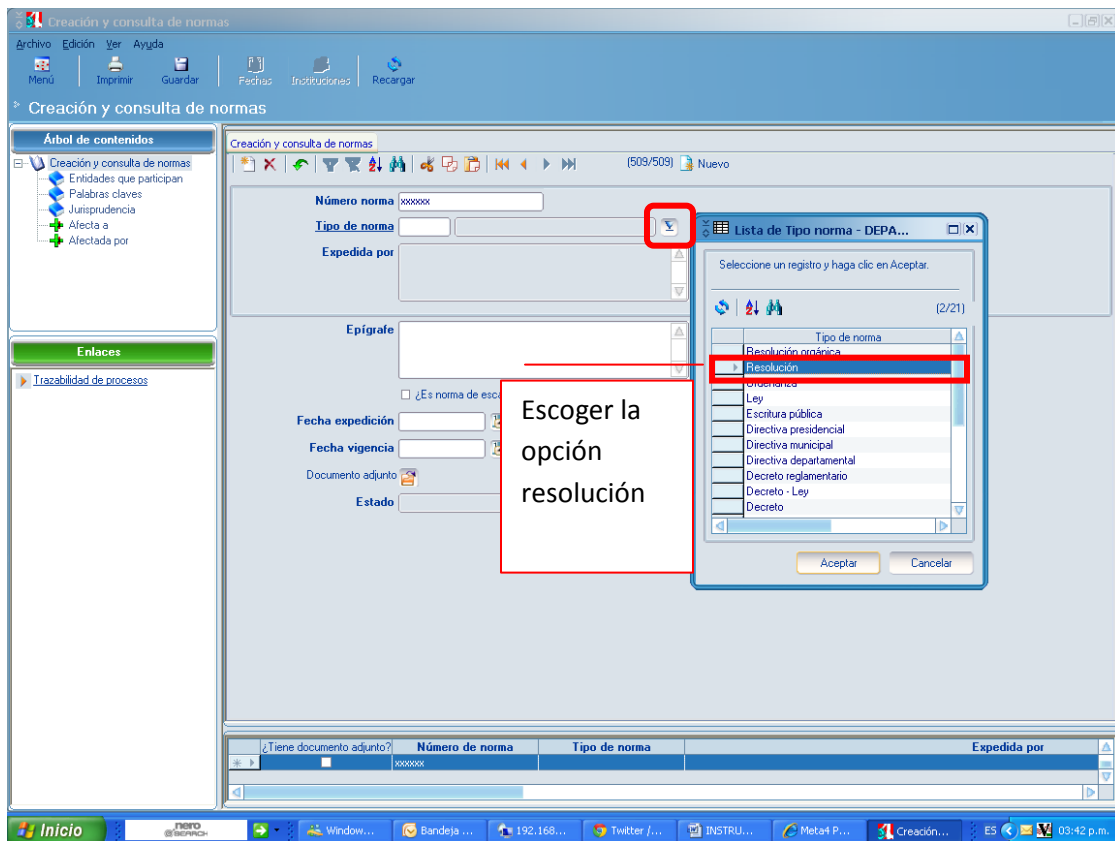 Creación y consulta de normas
Archivo Edición Ver Ayuda
Menú Imprimir Guardar Fechas Instituciones Recargar
Creación y consulta de normas
Árbol de contenidos
Creación y consulta de normas
Entidades que participan
Palabras claves
Jurisprudencia
Afecta a
Afectada por
Enlaces
Trazabilidad de procesos
Creación y consulta de normas
(509/509) Nuevo
Número norma xxxxxx
Tipo de norma
Expedida por
Epígrafe
¿Es norma de esc
Fecha expedición
Fecha vigencia
Documento adjunto
Estado
Escoger la
opción
resolución
Lista de Tipo norma - DEPA...
Seleccione un registro y haga clic en Aceptar.
(2/21)
Tipo de norma
Resolución orgánica
Resolución
Ordenanza
Ley
Escritura pública
Directiva presidencial
Directiva municipal
Directiva departamental
Decreto reglamentario
Decreto - Ley
Decreto
Aceptar Cancelar
¿Tiene documento adjunto? Número de norma Tipo de norma Expedida por
xxxxxx
Inicio nero SEARCH Window... Bandeja ... 192.168... Twitter /... INSTRU... Meta4 P... Creación... ES 03:42 p.m.